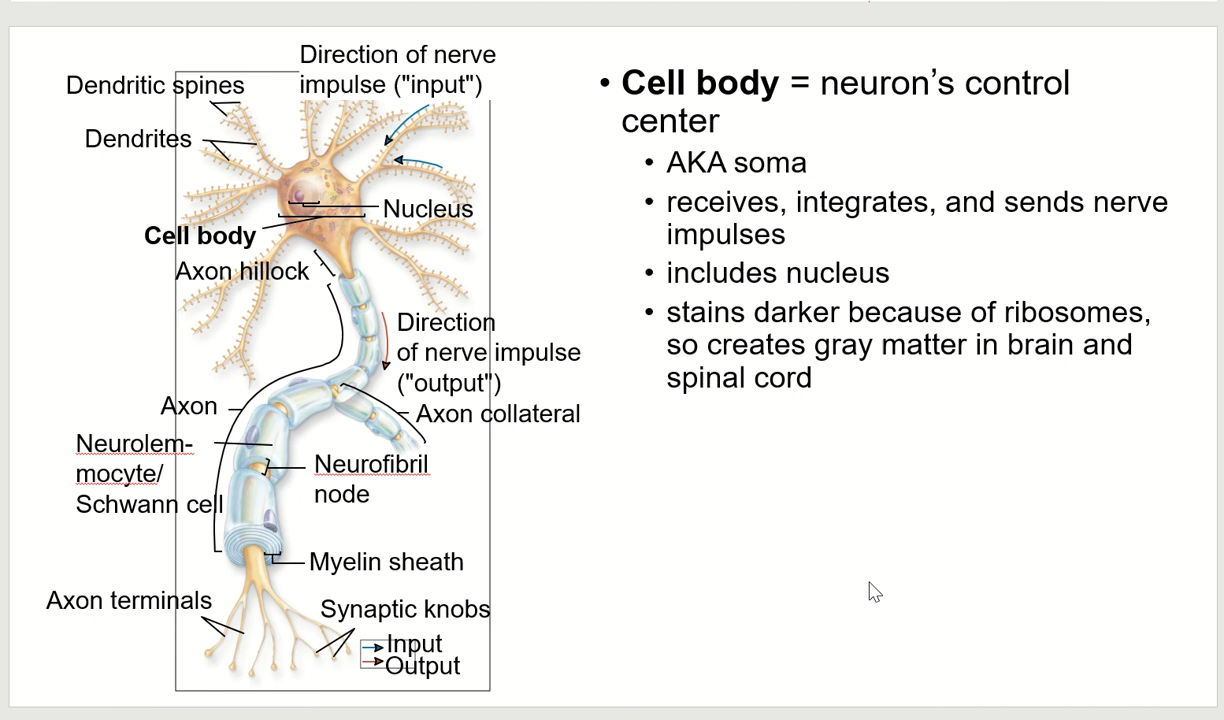 Direction of nerve
impulse ("input")
Dendritic spines
Dendrites
Nucleus
Cell body
Axon hillock
Direction
of nerve impulse
("output")
Axon
Axon collateral
Neurolem-
mocyte/
Schwann cell
Neurofibril
node
Myelin sheath
Axon terminals
Synaptic knobs
Input
Output
• Cell body = neuron’s control
center
• AKA soma
• receives, integrates, and sends nerve
impulses
• includes nucleus
• stains darker because of ribosomes,
so creates gray matter in brain and
spinal cord